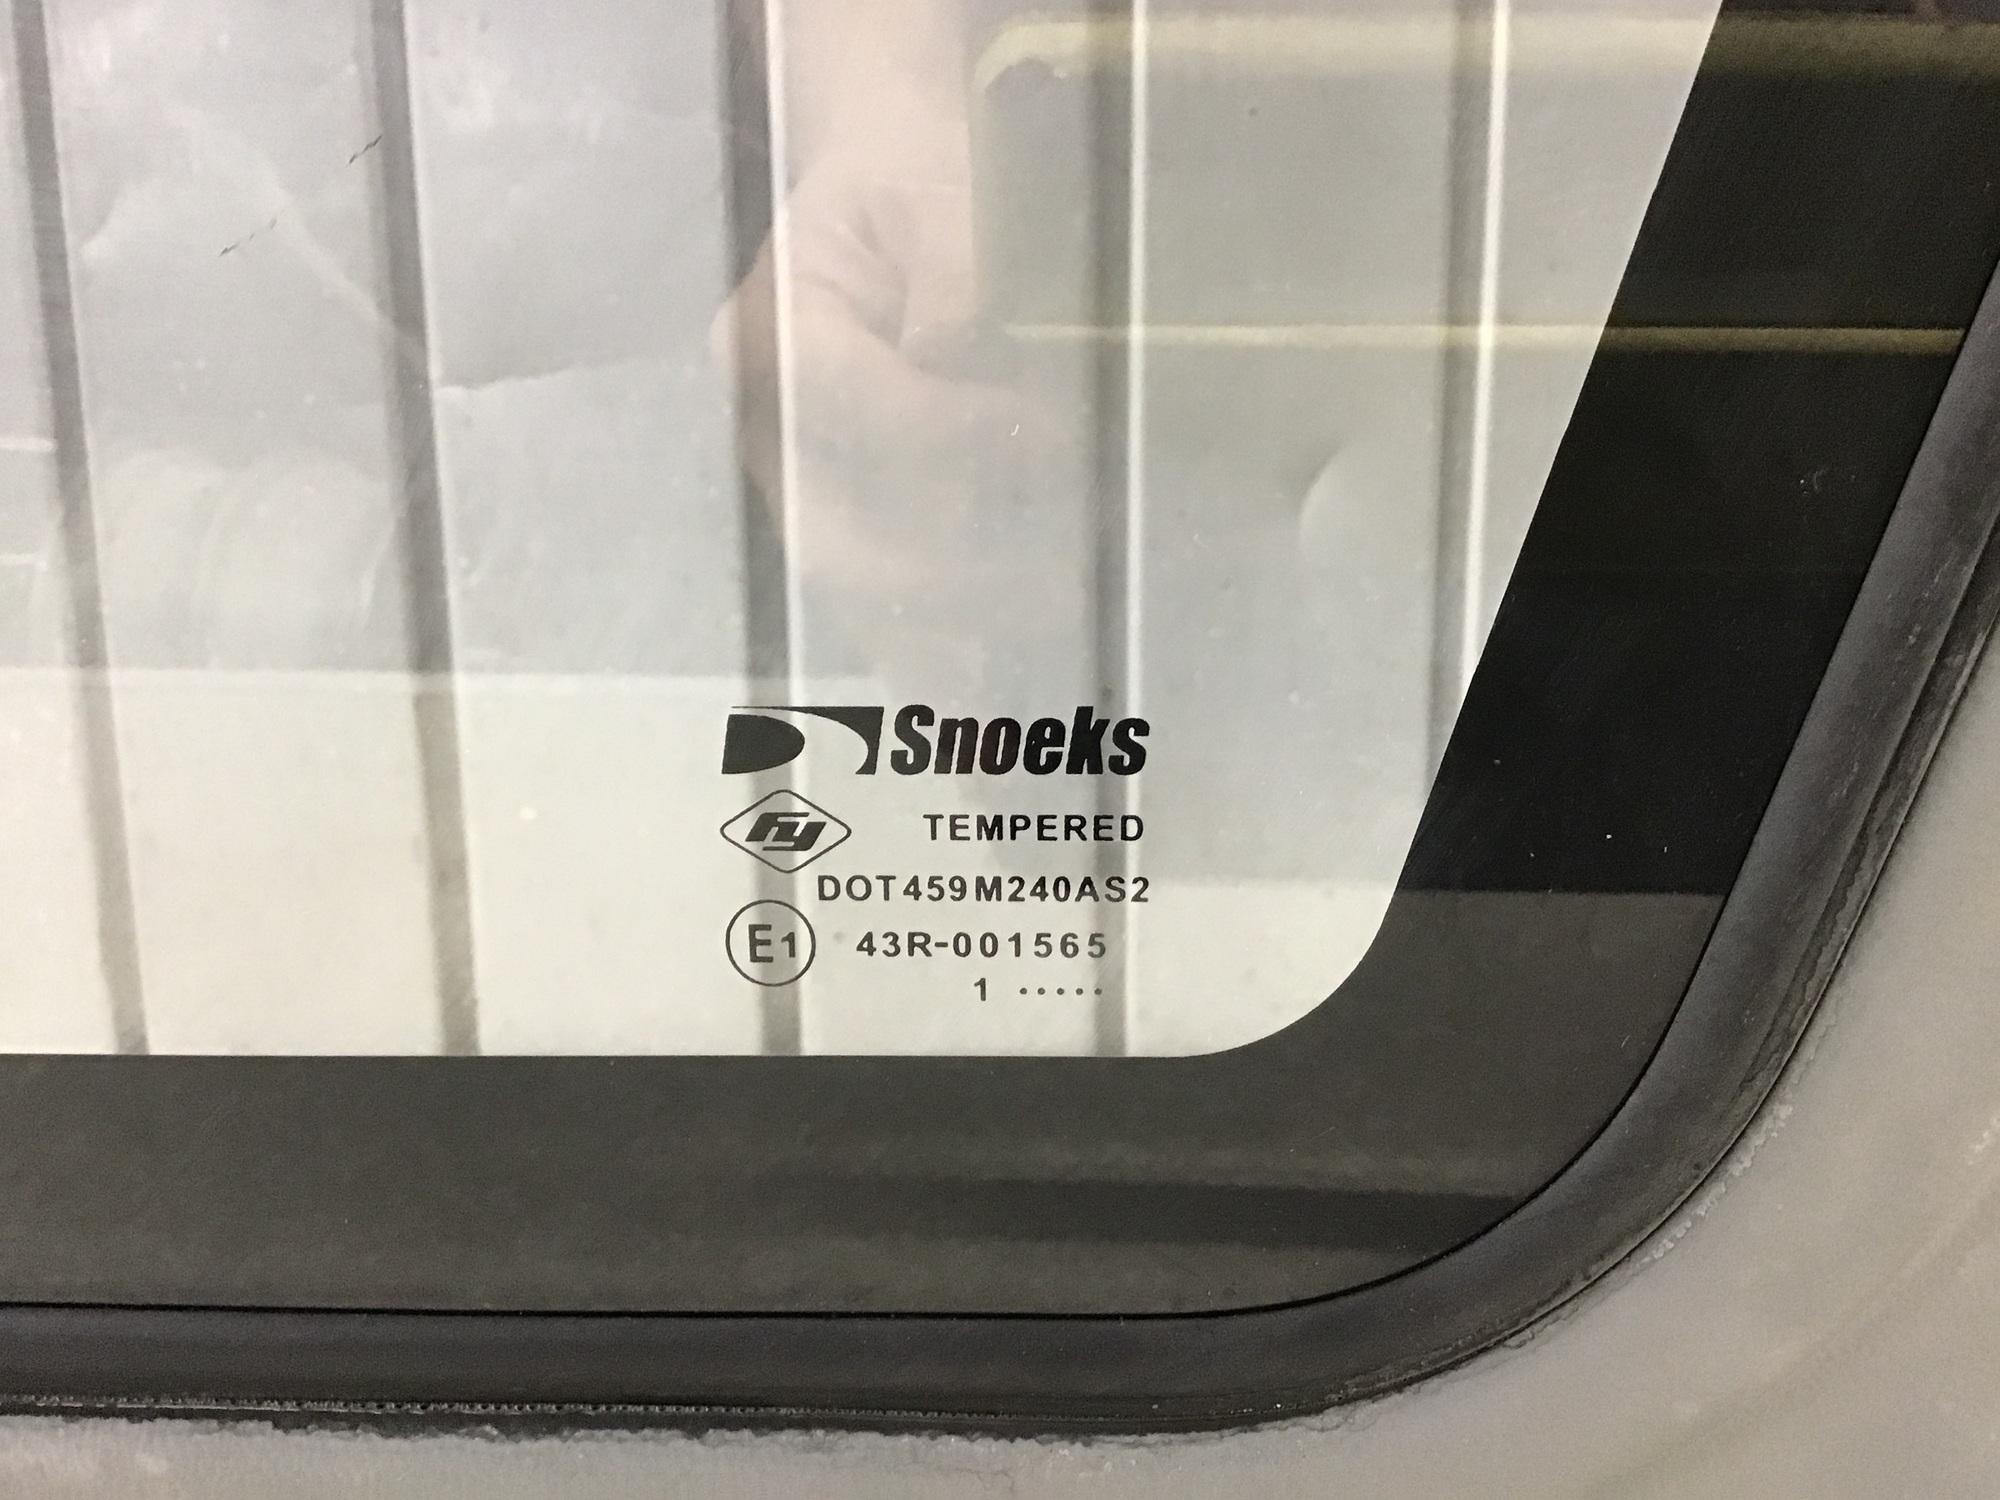 Snoeks
fy TEMPERED
DOT459M240AS2
E1 43R-001565
1 .....